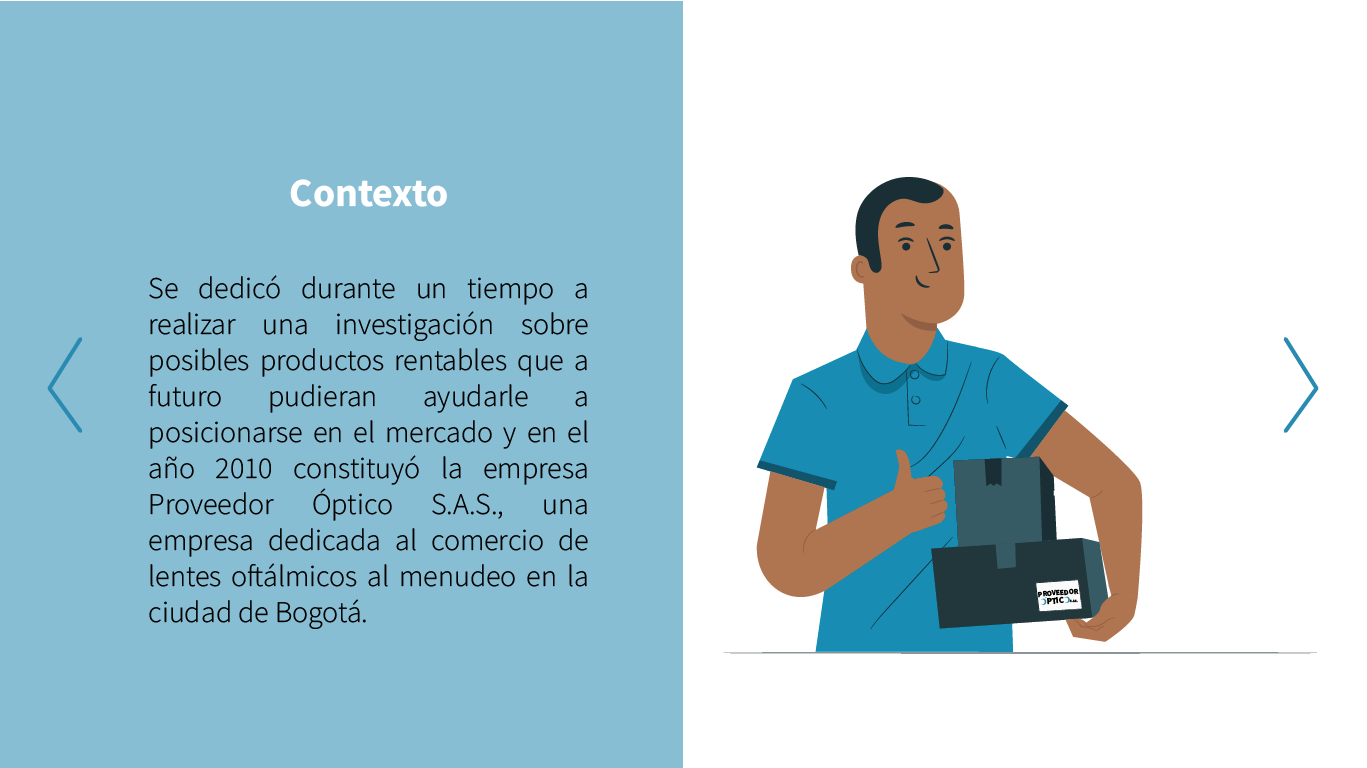 Contexto
Se dedicó durante un tiempo a
realizar una investigación sobre
posibles productos rentables que a
futuro pudieran ayudarle a
posicionarse en el mercado y en el
año 2010 constituyó la empresa
Proveedor Óptico S.A.S., una
empresa dedicada al comercio de
lentes oftálmicos al menudeo en la
ciudad de Bogotá.
PROVEEDOR